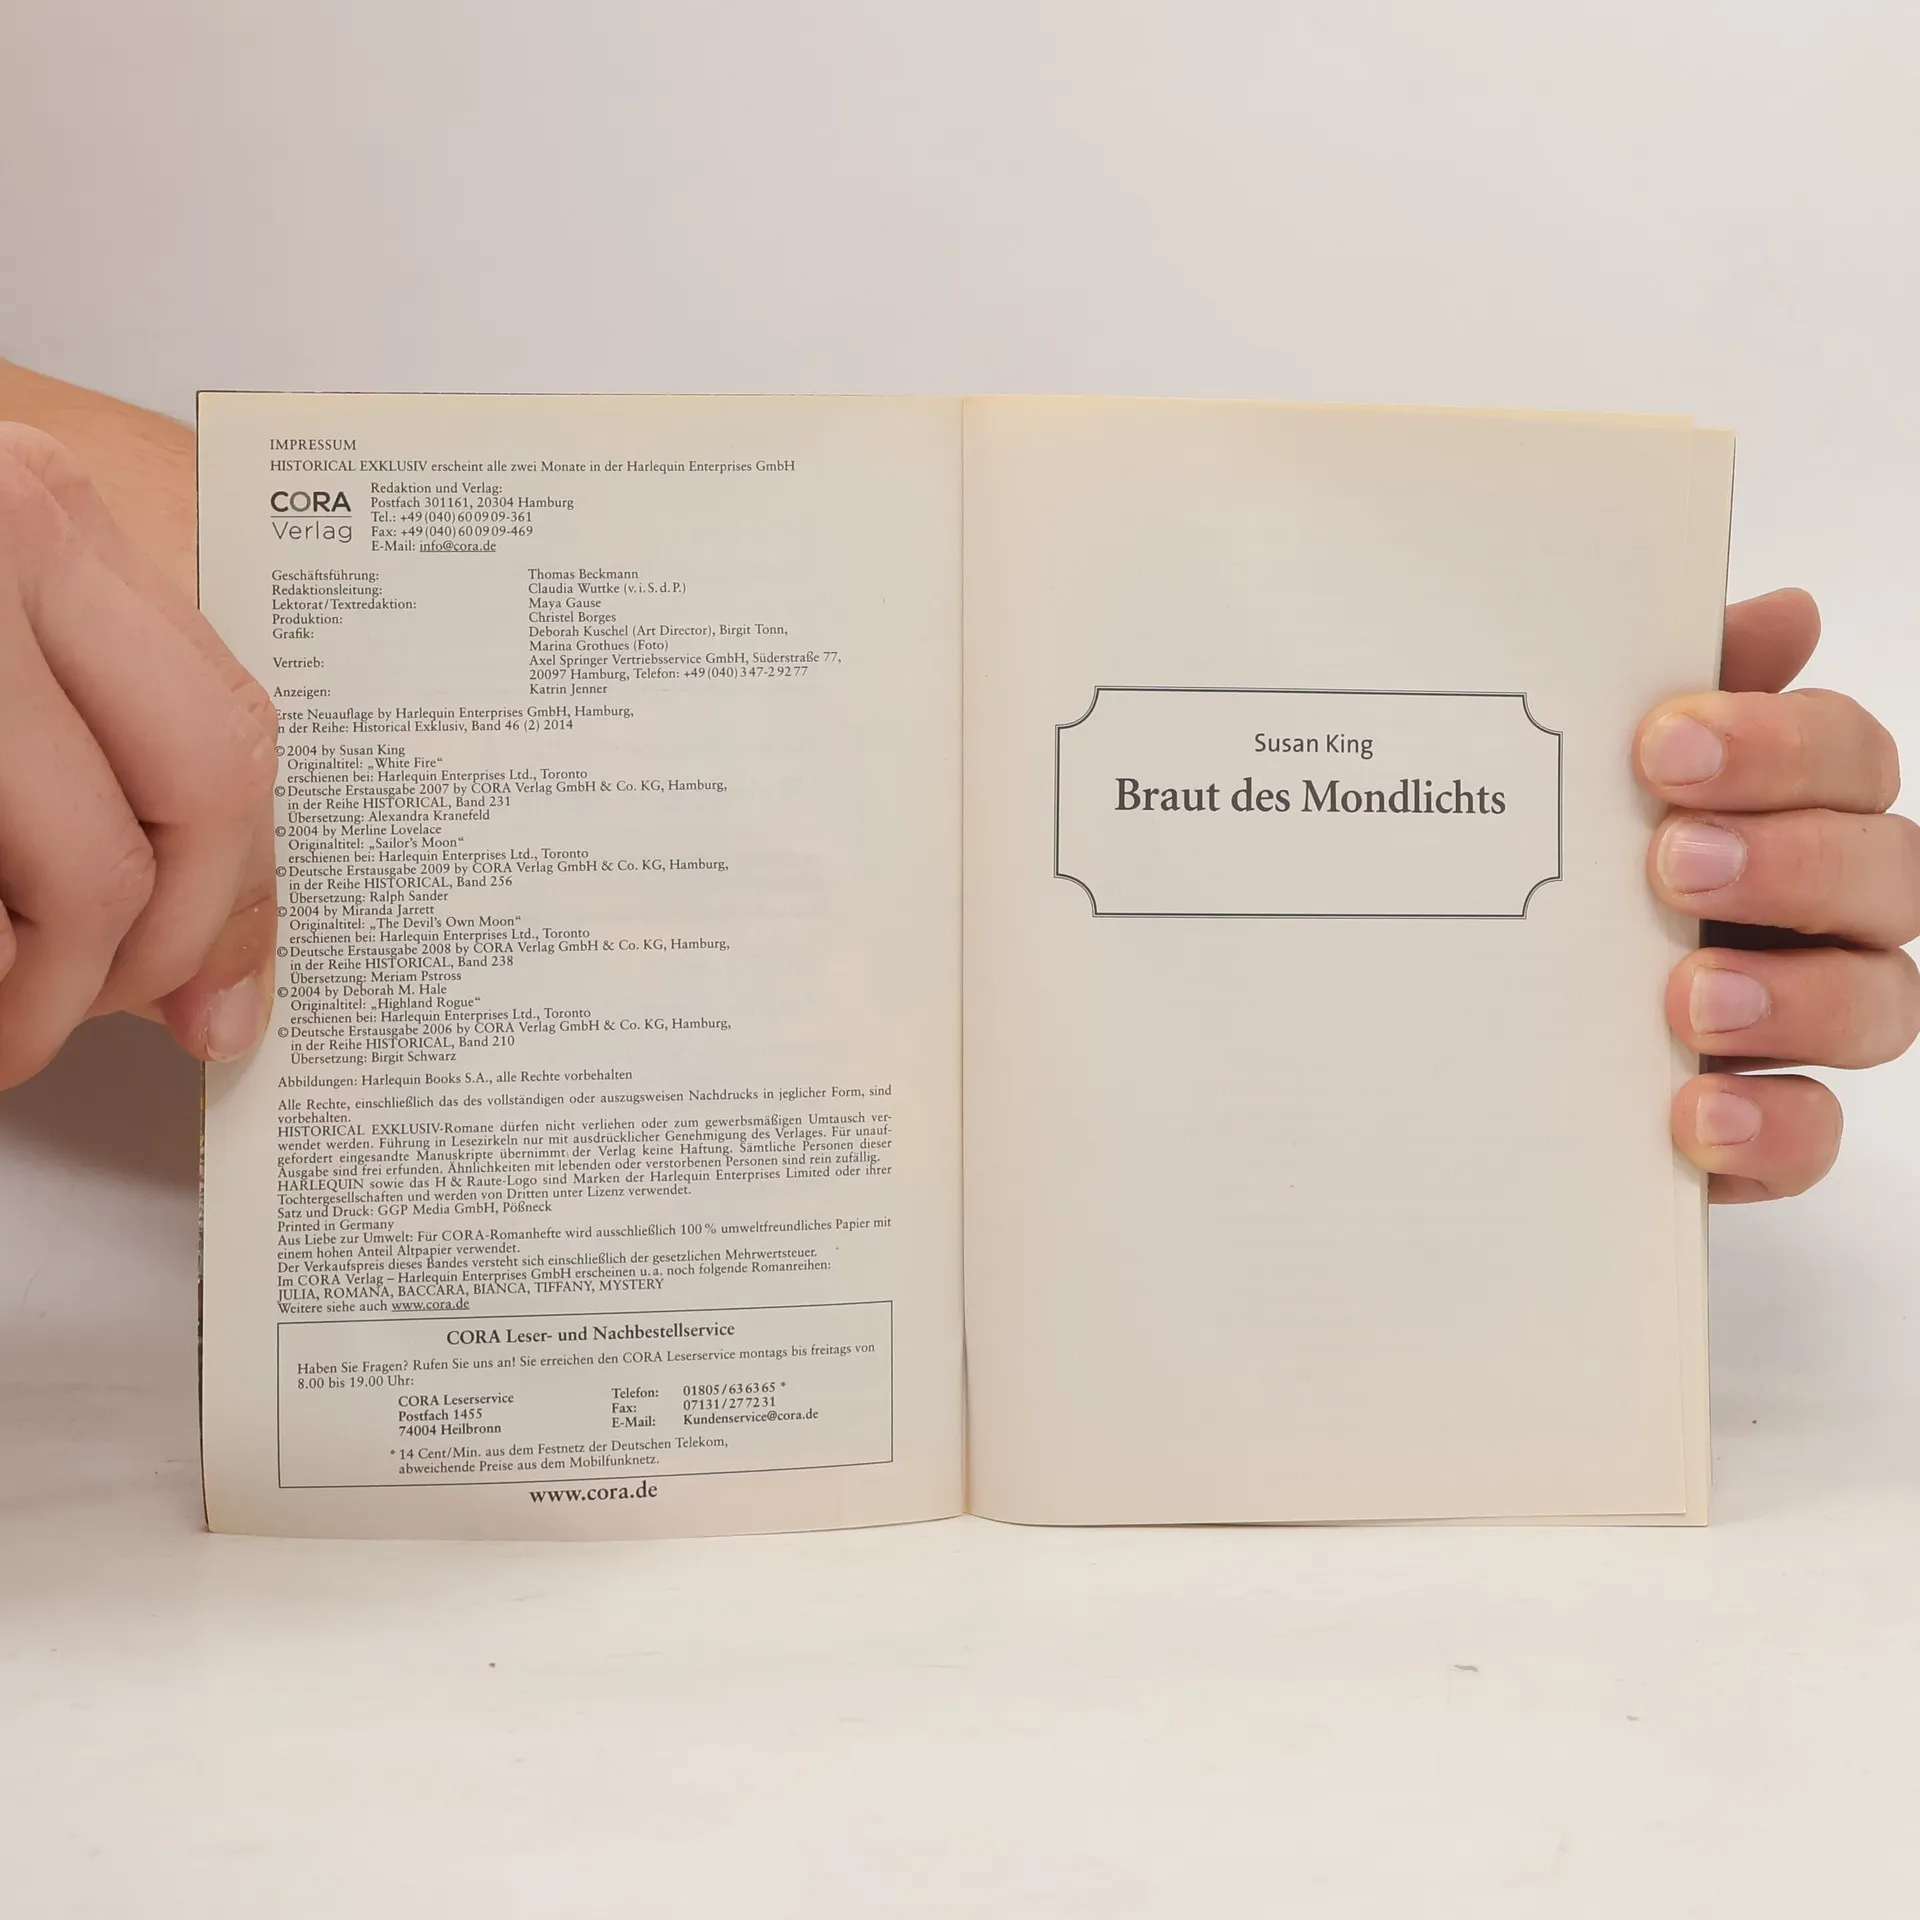 IMPRESSUM
HISTORICAL EXKLUSIV erscheint alle zwei Monate in der Harlequin Enterprises GmbH
CORA
Verlag
Redaktion und Verlag:
Postfach 301161, 20304 Hamburg
Tel.: +49(040)600909-361
Fax: +49(040)600909-469
E-Mail: info@cora.de
Geschäftsführung: Thomas Beckmann
Redaktionsleitung: Claudia Wuttke (v.i.S.d.P.)
Lektorat/Textredaktion: Maya Gause
Produktion: Christel Borges
Grafik: Deborah Kuschel (Art Director), Birgit Tonn,
Marina Grothues (Foto)
Vertrieb: Axel Springer Vertriebsservice GmbH, Süderstraße 77,
20097 Hamburg, Telefon: +49(040)347-29277
Anzeigen: Katrin Jenner
Erste Neuauflage by Harlequin Enterprises GmbH, Hamburg,
in der Reihe: Historical Exklusiv, Band 46 (2) 2014
© 2004 by Susan King
Originaltitel: „White Fire“
erschienen bei: Harlequin Enterprises Ltd., Toronto
© Deutsche Erstausgabe 2007 by CORA Verlag GmbH & Co. KG, Hamburg,
in der Reihe HISTORICAL, Band 231
Übersetzung: Alexandra Kranefeld
© 2004 by Merline Lovelace
Originaltitel: „Sailor's Moon“
erschienen bei: Harlequin Enterprises Ltd., Toronto
© Deutsche Erstausgabe 2009 by CORA Verlag GmbH & Co. KG, Hamburg,
in der Reihe HISTORICAL, Band 256
Übersetzung: Ralph Sander
© 2004 by Miranda Jarrett
Originaltitel: „The Devil's Own Moon“
erschienen bei: Harlequin Enterprises Ltd., Toronto
© Deutsche Erstausgabe 2008 by CORA Verlag GmbH & Co. KG, Hamburg,
in der Reihe HISTORICAL, Band 238
Übersetzung: Meriam Pstross
© 2004 by Deborah M. Hale
Originaltitel: „Highland Rogue“
erschienen bei: Harlequin Enterprises Ltd., Toronto
© Deutsche Erstausgabe 2006 by CORA Verlag GmbH & Co. KG, Hamburg,
in der Reihe HISTORICAL, Band 210
Übersetzung: Birgit Schwarz
Abbildungen: Harlequin Books S.A., alle Rechte vorbehalten
Alle Rechte, einschließlich das des vollständigen oder auszugsweisen Nachdrucks in jeglicher Form, sind
vorbehalten.
HISTORICAL EXKLUSIV-Romane dürfen nicht verliehen oder zum gewerbsmäßigen Umtausch ver-
wendet werden. Führung in Lesezirkeln nur mit ausdrücklicher Genehmigung des Verlages. Für unauf-
gefordert eingesandte Manuskripte übernimmt der Verlag keine Haftung. Sämtliche Personen dieser
Ausgabe sind frei erfunden. Ähnlichkeiten mit lebenden oder verstorbenen Personen sind rein zufällig.
HARLEQUIN sowie das H & Raute-Logo sind Marken der Harlequin Enterprises Limited oder ihrer
Tochtergesellschaften und werden von Dritten unter Lizenz verwendet.
Satz und Druck: GGP Media GmbH, Pößneck
Printed in Germany
Aus Liebe zur Umwelt: Für CORA-Romanhefte wird ausschließlich 100 % umweltfreundliches Papier mit
einem hohen Anteil Altpapier verwendet.
Der Verkaufspreis dieses Bandes versteht sich einschließlich der gesetzlichen Mehrwertsteuer.
Im CORA Verlag – Harlequin Enterprises GmbH erscheinen u.a. noch folgende Romanreihen:
JULIA, ROMANA, BACCARA, BIANCA, TIFFANY, MYSTERY
Weitere siehe auch www.cora.de
CORA Leser- und Nachbestellservice
Haben Sie Fragen? Rufen Sie uns an! Sie erreichen den CORA Leserservice montags bis freitags von
8.00 bis 19.00 Uhr:
CORA Leserservice Telefon: 01805/63 63 65 *
Postfach 1455 Fax: 07131/27 72 31
74004 Heilbronn E-Mail: Kundenservice@cora.de
* 14 Cent/Min. aus dem Festnetz der Deutschen Telekom,
abweichende Preise aus dem Mobilfunknetz.
www.cora.de
Susan King
Braut des Mondlichts